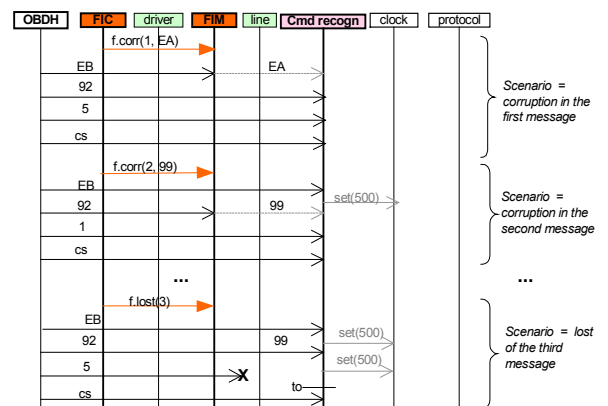 OBDH FIC driver FIM line Cmd recogn clock protocol
f.corr(1, EA)
EB EA
92
5
cs
Scenario =
corruption in the
first message
f.corr(2, 99)
EB
set(500)
92 99
1
cs
Scenario =
corruption in the
second message
... ...
f.lost(3)
EB
set(500)
92 99
set(500)
5
X
to
cs
Scenario = lost
of the third
message